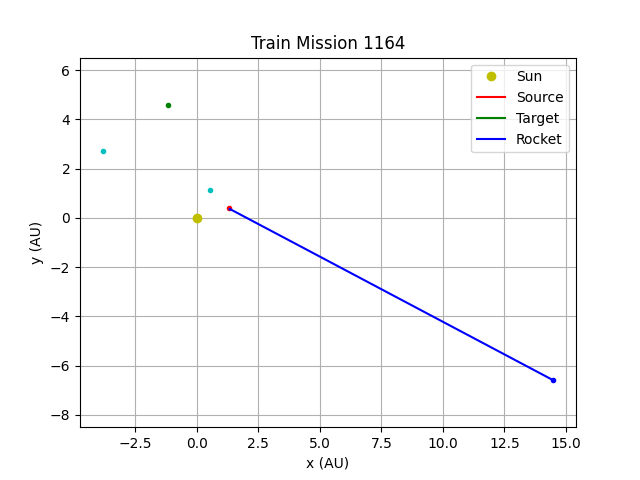 Train Mission 1164
Sun
Source
Target
Rocket
y (AU)
6
4
2
0
−2
−4
−6
−8
−2.5 0.0 2.5 5.0 7.5 10.0 12.5 15.0
x (AU)